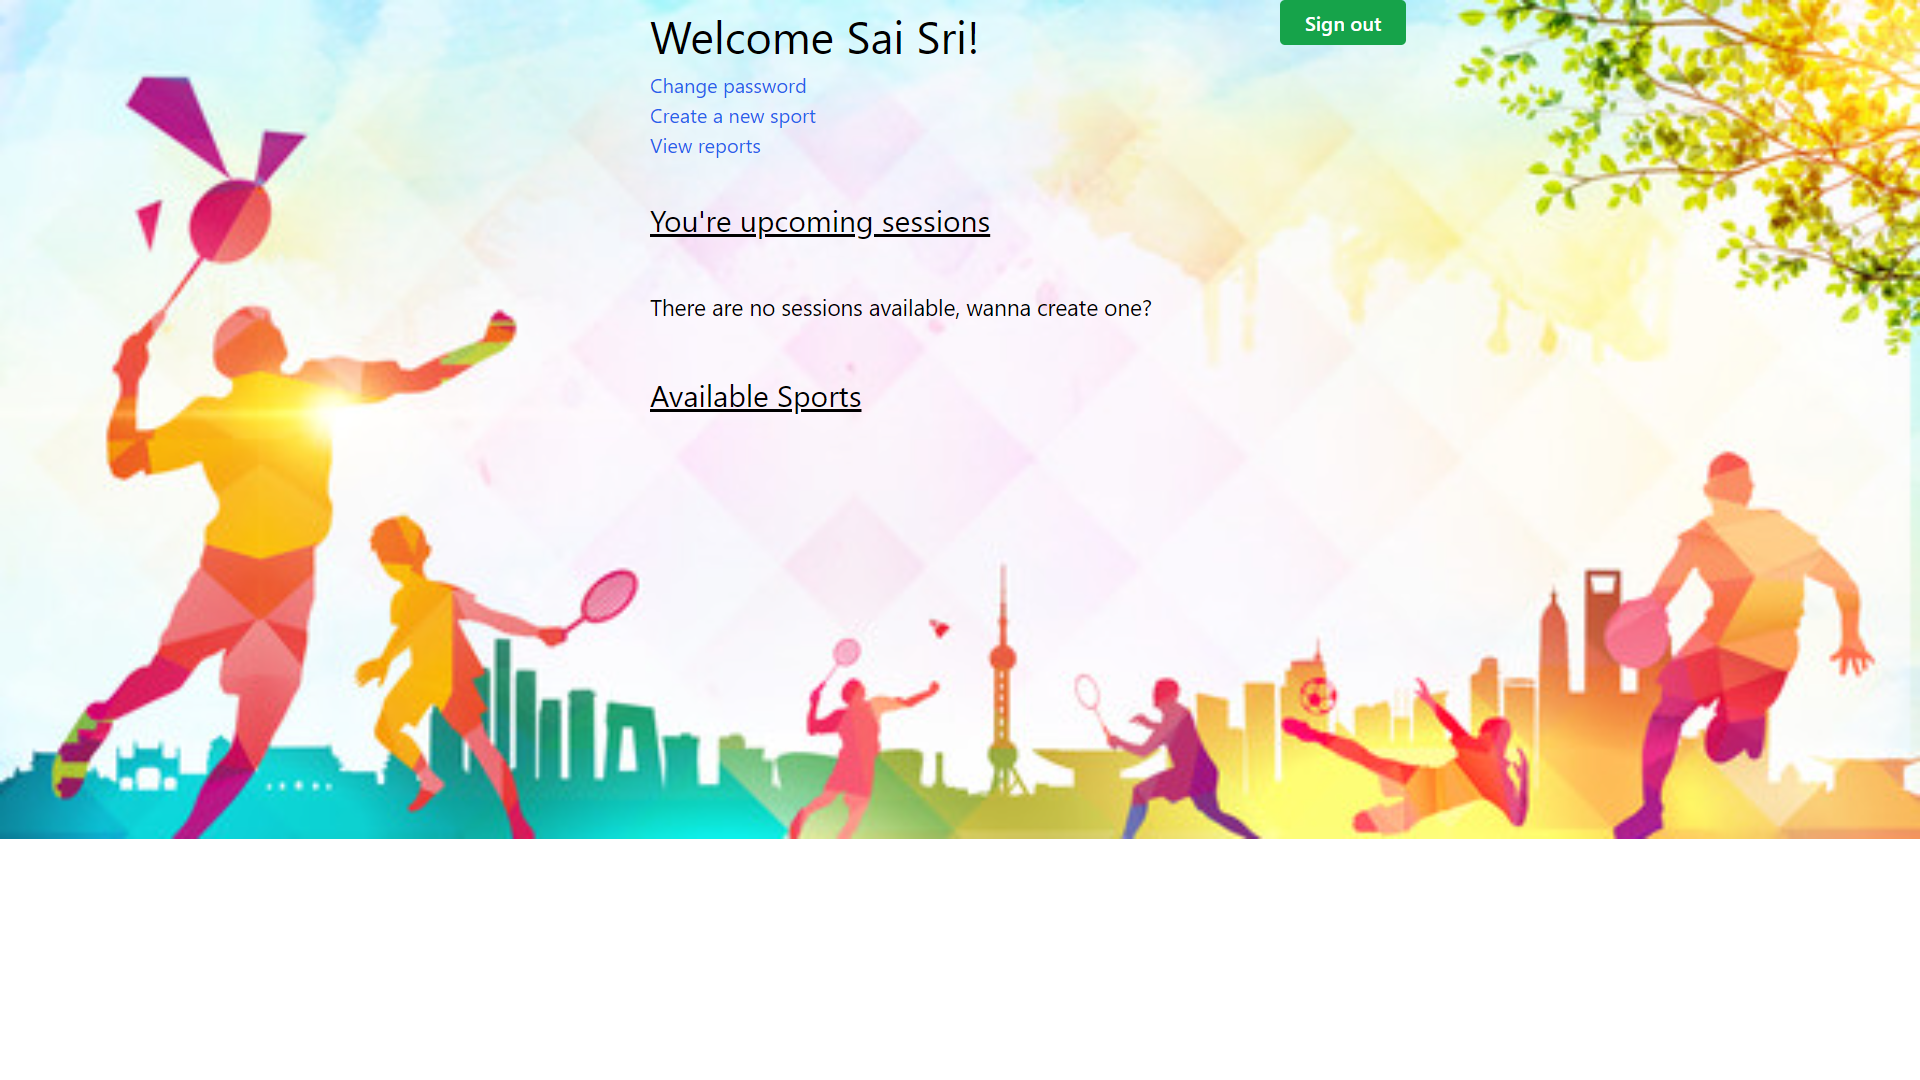 Welcome Sai Sri!
Sign out
Change password
Create a new sport
View reports
You're upcoming sessions
There are no sessions available, wanna create one?
Available Sports